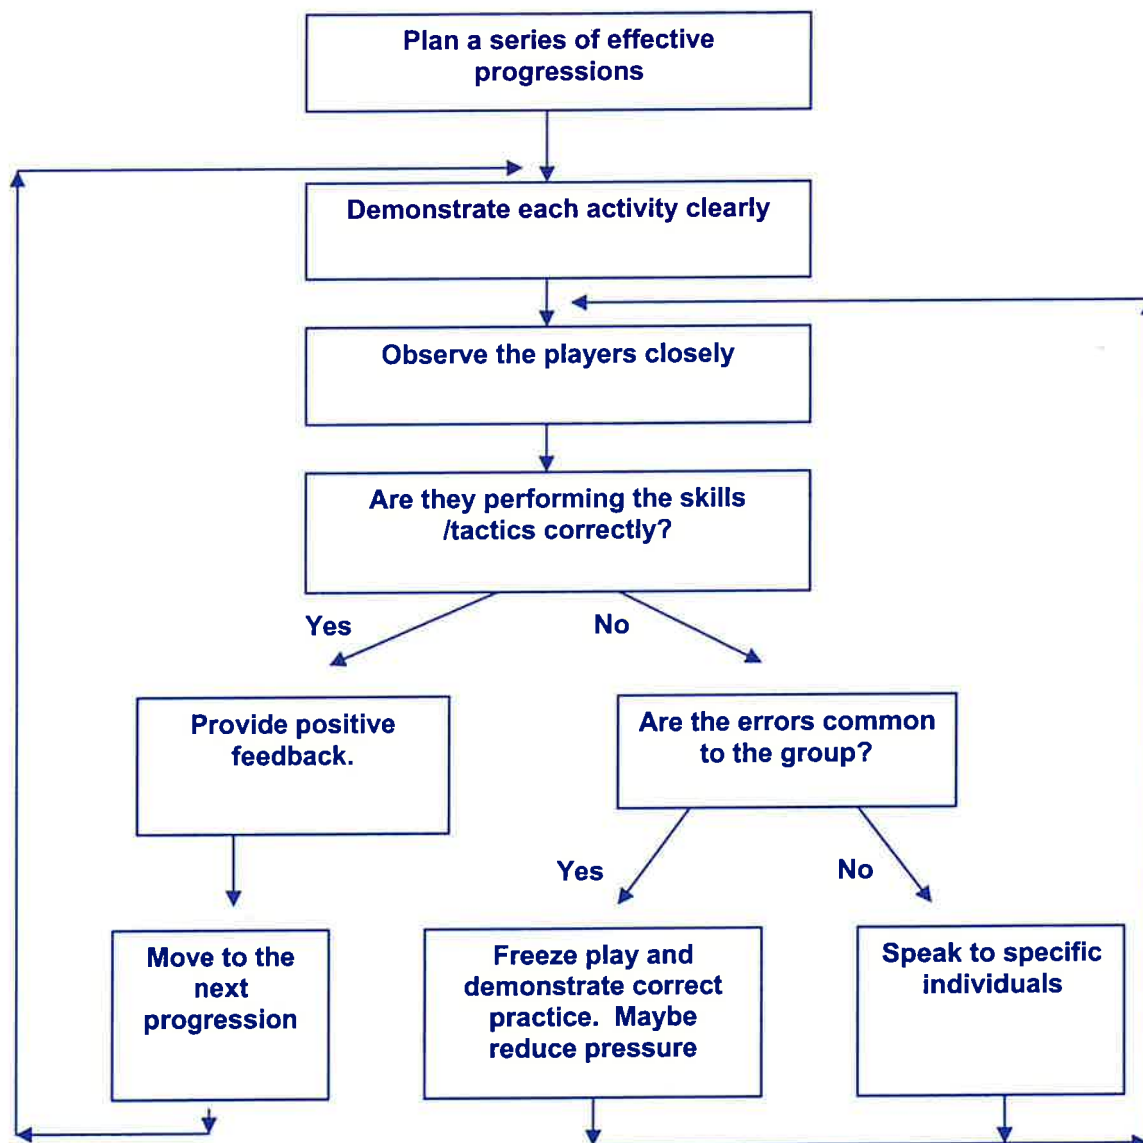 Plan a series of effective
progressions
Demonstrate each activity clearly
Observe the players closely
Are they performing the skills
/tactics correctly?
Yes
No
Provide positive
feedback.
Are the errors common
to the group?
Yes
No
Move to the
next
progression
Freeze play and
demonstrate correct
practice. Maybe
reduce pressure
Speak to specific
individuals